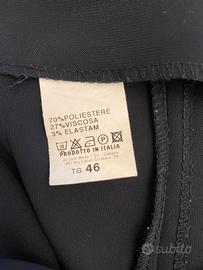 70%POLIESTERE
27%VISCOSA
3% ELASTAM
PRODOTTO IN ITALIA
TG. 46
subito